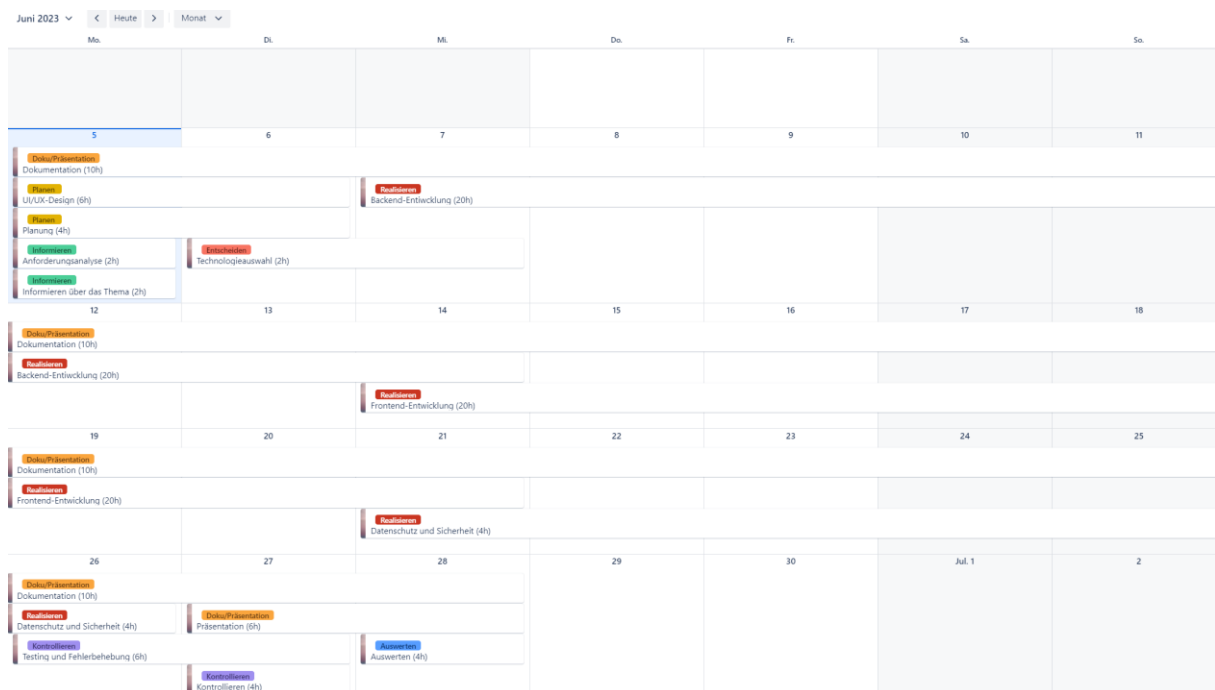 Juni 2023 Heute Monat
Mo. Di. Mi. Do. Fr. Sa. So.
5 6 7 8 9 10 11
Doku/Präsentation
Dokumentation (10h)
Planen Realisieren
UI/UX-Design (6h) Backend-Entiwcklung (20h)
Planen
Planung (4h)
Informieren Entscheiden
Anforderungsanalyse (2h) Technologieauswahl (2h)
Informieren
Informieren über das Thema (2h)
12 13 14 15 16 17 18
Doku/Präsentation
Dokumentation (10h)
Realisieren
Backend-Entiwcklung (20h)
Realisieren
Frontend-Entwicklung (20h)
19 20 21 22 23 24 25
Doku/Präsentation
Dokumentation (10h)
Realisieren
Frontend-Entwicklung (20h)
Realisieren
Datenschutz und Sicherheit (4h)
26 27 28 29 30 Jul. 1 2
Doku/Präsentation
Dokumentation (10h)
Realisieren Doku/Präsentation
Datenschutz und Sicherheit (4h) Präsentation (6h)
Kontrollieren Auswerten
Testing und Fehlerbehebung (6h) Auswerten (4h)
Kontrollieren
Kontrollieren (4h)